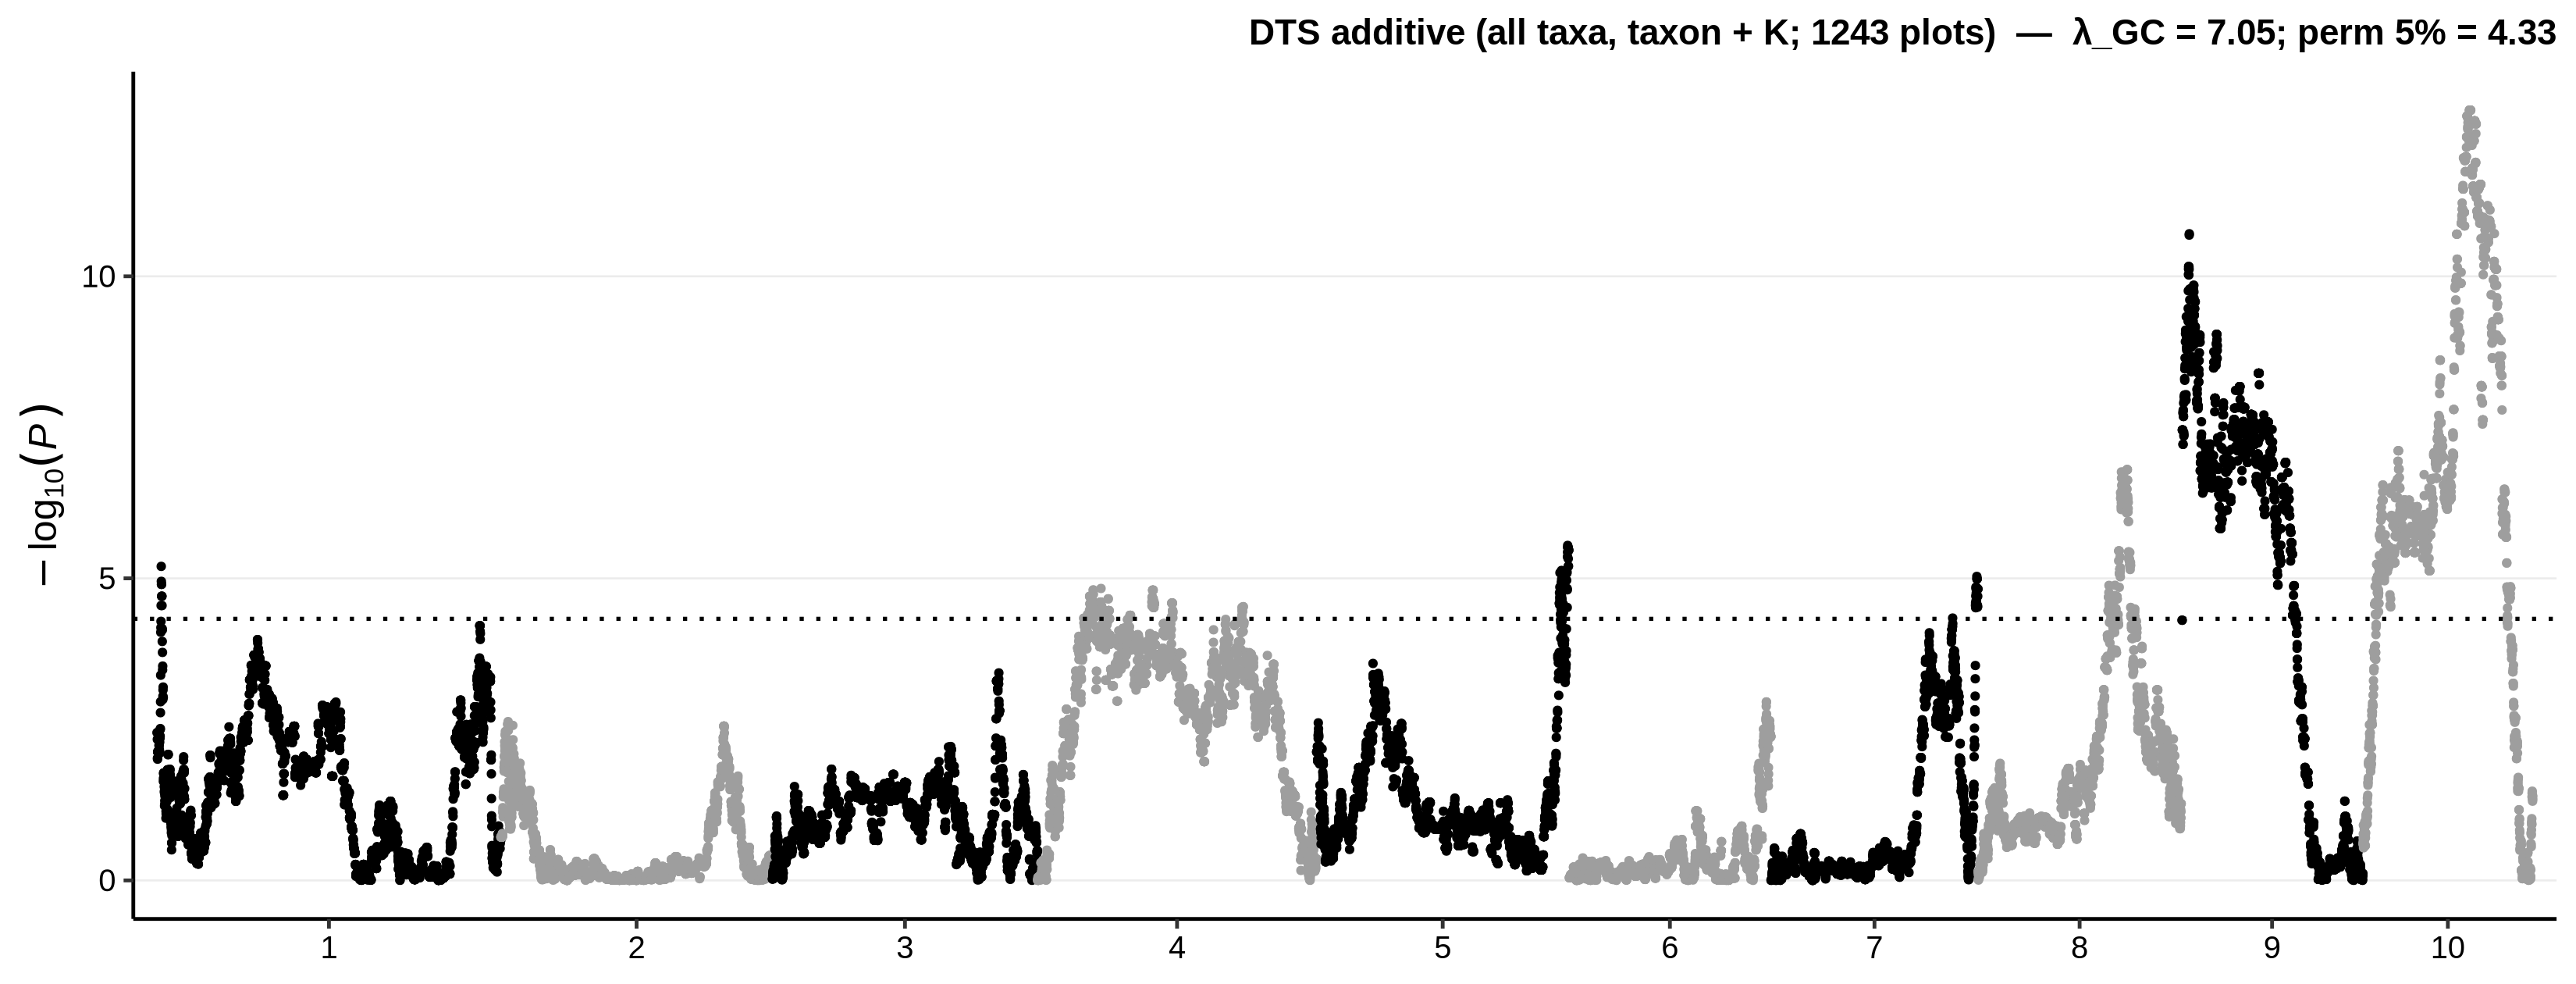 DTS additive (all taxa, taxon + K; 1243 plots) — λ_GC = 7.05; perm 5% = 4.33
− log10(P)
10
5
0
1 2 3 4 5 6 7 8 9 10